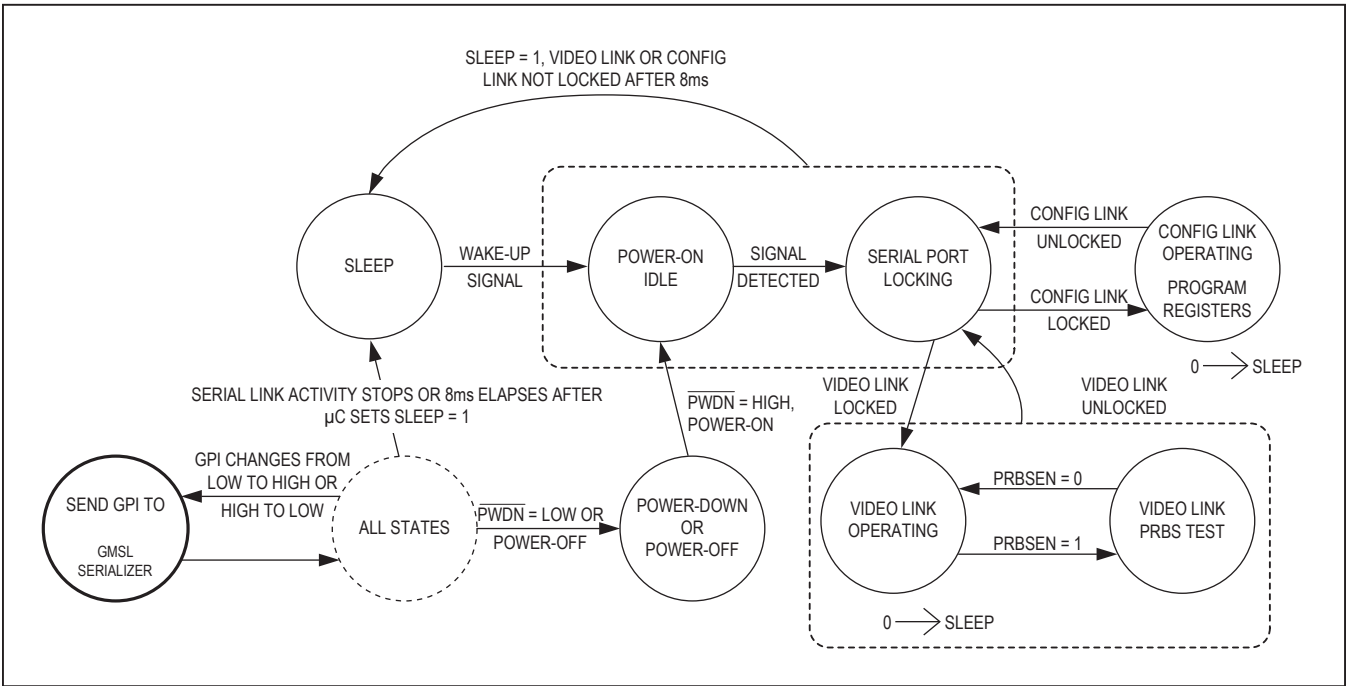 SLEEP = 1, VIDEO LINK OR CONFIG
LINK NOT LOCKED AFTER 8ms
SLEEP
WAKE-UP
SIGNAL
POWER-ON
IDLE
SIGNAL
DETECTED
SERIAL PORT
LOCKING
CONFIG LINK
UNLOCKED
CONFIG LINK
LOCKED
CONFIG LINK
OPERATING
PROGRAM
REGISTERS
0 → SLEEP
SERIAL LINK ACTIVITY STOPS OR 8ms ELAPSES AFTER
µC SETS SLEEP = 1
PWDN = HIGH,
POWER-ON
VIDEO LINK
LOCKED
VIDEO LINK
UNLOCKED
GPI CHANGES FROM
LOW TO HIGH OR
HIGH TO LOW
SEND GPI TO
GMSL
SERIALIZER
ALL STATES
PWDN = LOW OR
POWER-OFF
POWER-DOWN
OR
POWER-OFF
VIDEO LINK
OPERATING
PRBSEN = 0
PRBSEN = 1
VIDEO LINK
PRBS TEST
0 → SLEEP